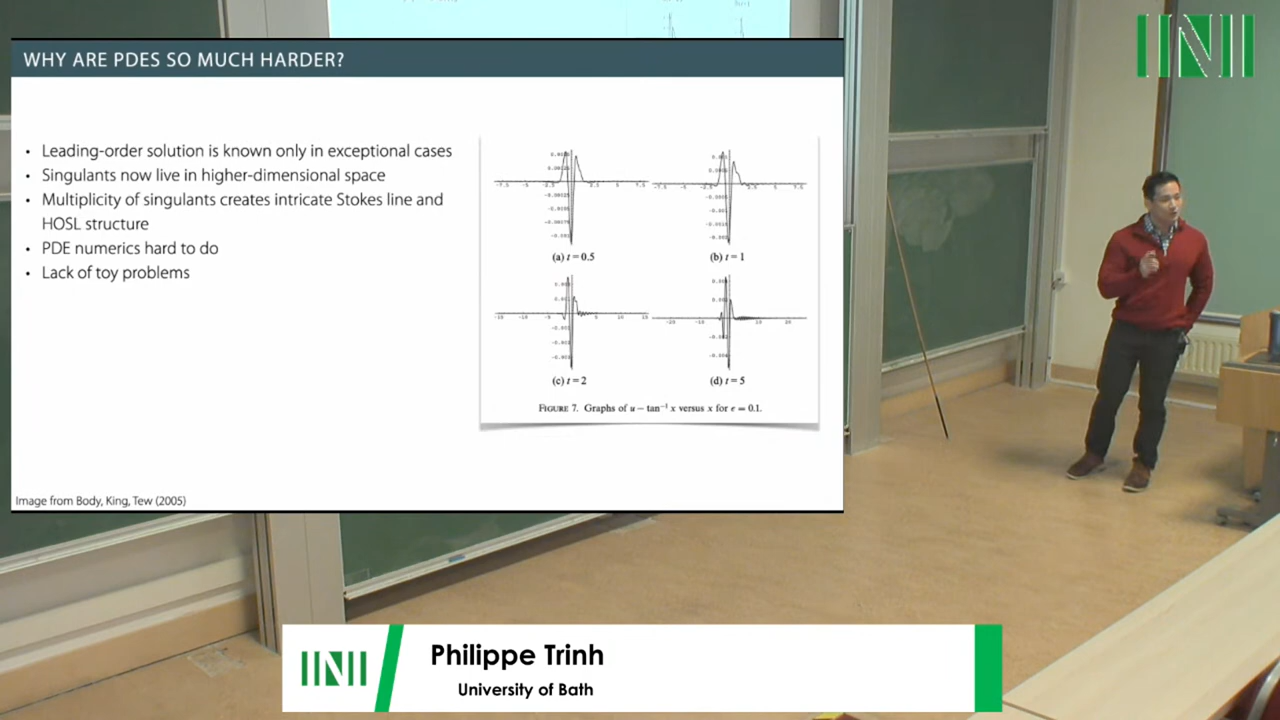 WHY ARE PDES SO MUCH HARDER?
• Leading-order solution is known only in exceptional cases
• Singulants now live in higher-dimensional space
• Multiplicity of singulants creates intricate Stokes line and
HOSL structure
• PDE numerics hard to do
• Lack of toy problems
(a) t = 0.5
(b) t = 1
(c) t = 2
(d) t = 5
FIGURE 7. Graphs of u − tan⁻¹ x versus x for e = 0.1.
Image from Body, King, Tew (2005)
Philippe Trinh
University of Bath